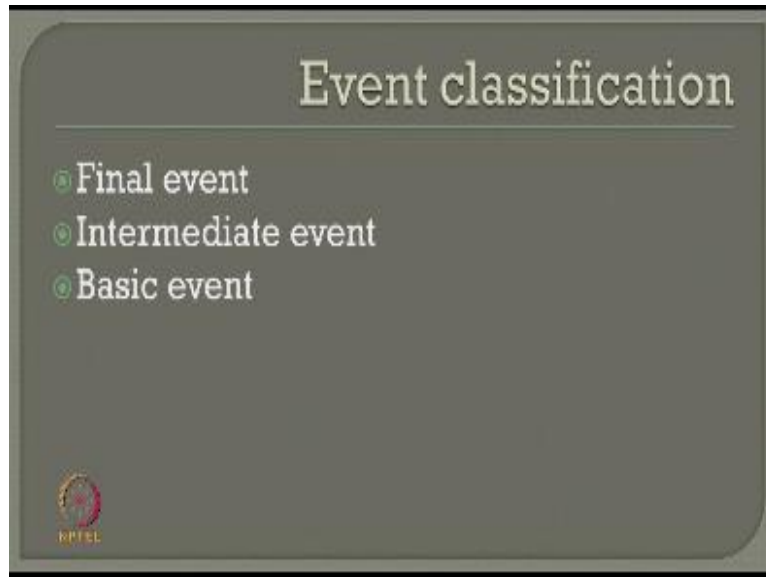 Event classification
Final event
Intermediate event
Basic event
NPTEL